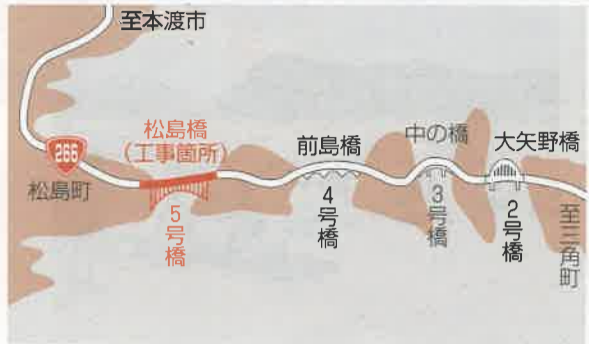 至本渡市
266
松島町
松島橋
(工事箇所)
5号橋
前島橋
4号橋
中の橋
3号橋
大矢野橋
2号橋
至三角町